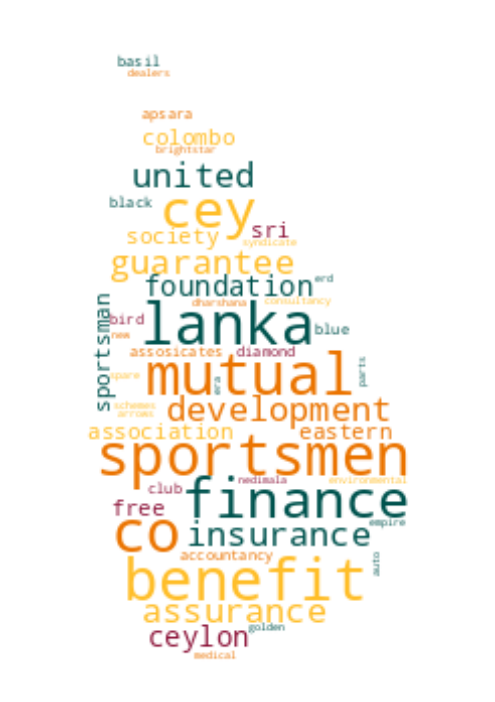 basil
dealers
apsara
colombo
brightstar
united
black
cey
society
sri
syndicate
guarantee
foundation
erd
dharshana
consultancy
sportsman
bird
lanka
blue
new
assosicates
diamond
spare
mutual
era
parts
schemes
arrows
development
association
eastern
sportsmen
nedimala
environmental
club
finance
free
co
insurance
empire
accountancy
auto
benefit
assurance
ceylon
golden
medical